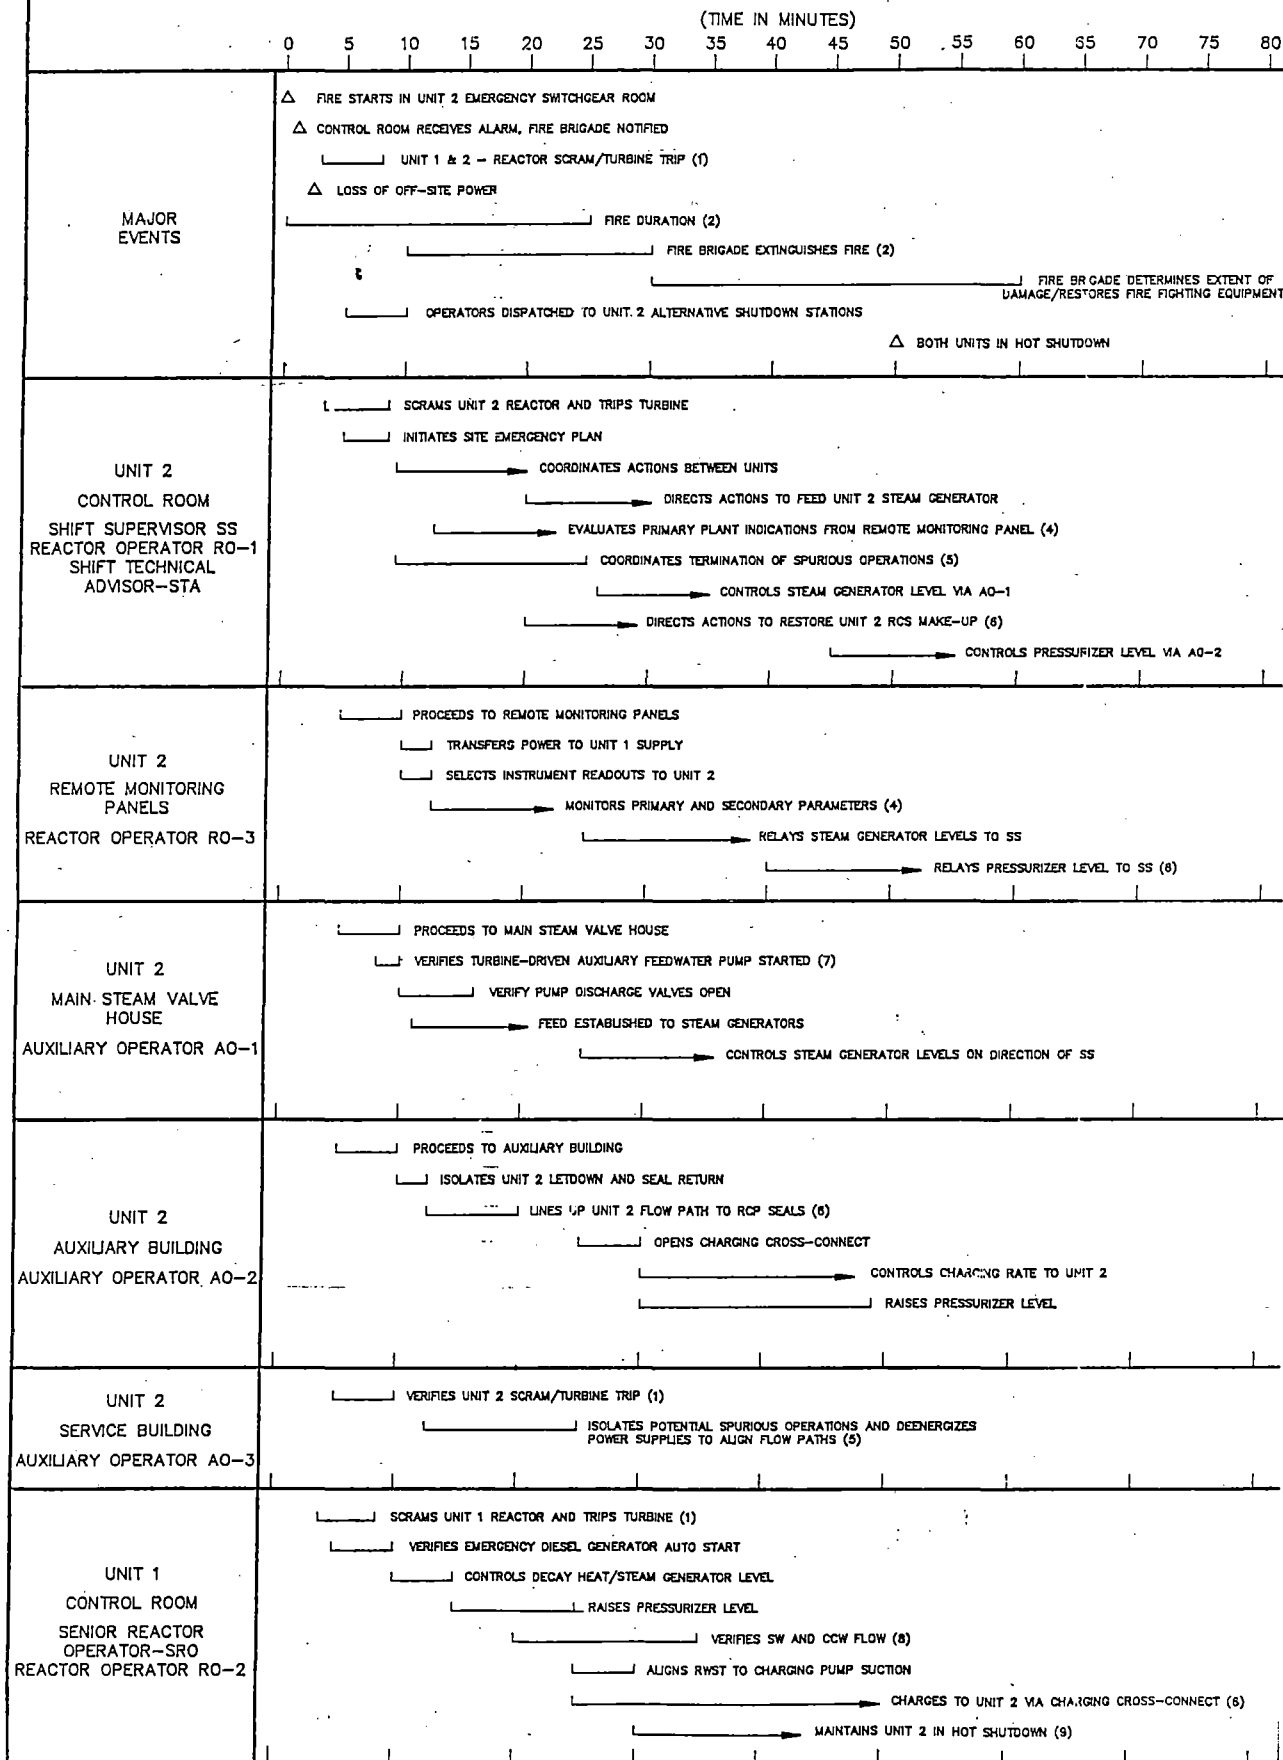 (TIME IN MINUTES)
0 5 10 15 20 25 30 35 40 45 50 55 60 65 70 75 80
MAJOR
EVENTS
FIRE STARTS IN UNIT 2 EMERGENCY SWITCHGEAR ROOM
CONTROL ROOM RECEIVES ALARM, FIRE BRIGADE NOTIFIED
UNIT 1 & 2 – REACTOR SCRAM/TURBINE TRIP (1)
LOSS OF OFF–SITE POWER
FIRE DURATION (2)
FIRE BRIGADE EXTINGUISHES FIRE (2)
FIRE BRIGADE DETERMINES EXTENT OF
DAMAGE/RESTORES FIRE FIGHTING EQUIPMENT
OPERATORS DISPATCHED TO UNIT 2 ALTERNATIVE SHUTDOWN STATIONS
BOTH UNITS IN HOT SHUTDOWN
UNIT 2
CONTROL ROOM
SHIFT SUPERVISOR SS
REACTOR OPERATOR RO–1
SHIFT TECHNICAL
ADVISOR–STA
SCRAMS UNIT 2 REACTOR AND TRIPS TURBINE
INITIATES SITE EMERGENCY PLAN
COORDINATES ACTIONS BETWEEN UNITS
DIRECTS ACTIONS TO FEED UNIT 2 STEAM GENERATOR
EVALUATES PRIMARY PLANT INDICATIONS FROM REMOTE MONITORING PANEL (4)
COORDINATES TERMINATION OF SPURIOUS OPERATIONS (5)
CONTROLS STEAM GENERATOR LEVEL VIA AO–1
DIRECTS ACTIONS TO RESTORE UNIT 2 RCS MAKE–UP (6)
CONTROLS PRESSURIZER LEVEL VIA AO–2
UNIT 2
REMOTE MONITORING
PANELS
REACTOR OPERATOR RO–3
PROCEEDS TO REMOTE MONITORING PANELS
TRANSFERS POWER TO UNIT 1 SUPPLY
SELECTS INSTRUMENT READOUTS TO UNIT 2
MONITORS PRIMARY AND SECONDARY PARAMETERS (4)
RELAYS STEAM GENERATOR LEVELS TO SS
RELAYS PRESSURIZER LEVEL TO SS (6)
UNIT 2
MAIN STEAM VALVE
HOUSE
AUXILIARY OPERATOR AO–1
PROCEEDS TO MAIN STEAM VALVE HOUSE
VERIFIES TURBINE–DRIVEN AUXILIARY FEEDWATER PUMP STARTED (7)
VERIFY PUMP DISCHARGE VALVES OPEN
FEED ESTABLISHED TO STEAM GENERATORS
CONTROLS STEAM GENERATOR LEVELS ON DIRECTION OF SS
UNIT 2
AUXILIARY BUILDING
AUXILIARY OPERATOR AO–2
PROCEEDS TO AUXILIARY BUILDING
ISOLATES UNIT 2 LETDOWN AND SEAL RETURN
LINES UP UNIT 2 FLOW PATH TO RCP SEALS (6)
OPENS CHARGING CROSS–CONNECT
CONTROLS CHARGING RATE TO UNIT 2
RAISES PRESSURIZER LEVEL
UNIT 2
SERVICE BUILDING
AUXILIARY OPERATOR AO–3
VERIFIES UNIT 2 SCRAM/TURBINE TRIP (1)
ISOLATES POTENTIAL SPURIOUS OPERATIONS AND DEENERGIZES
POWER SUPPLIES TO ALIGN FLOW PATHS (5)
UNIT 1
CONTROL ROOM
SENIOR REACTOR
OPERATOR–SRO
REACTOR OPERATOR RO–2
SCRAMS UNIT 1 REACTOR AND TRIPS TURBINE (1)
VERIFIES EMERGENCY DIESEL GENERATOR AUTO START
CONTROLS DECAY HEAT/STEAM GENERATOR LEVEL
RAISES PRESSURIZER LEVEL
VERIFIES SW AND CCW FLOW (8)
ALIGNS RWST TO CHARGING PUMP SUCTION
CHARGES TO UNIT 2 VIA CHARGING CROSS–CONNECT (6)
MAINTAINS UNIT 2 IN HOT SHUTDOWN (9)